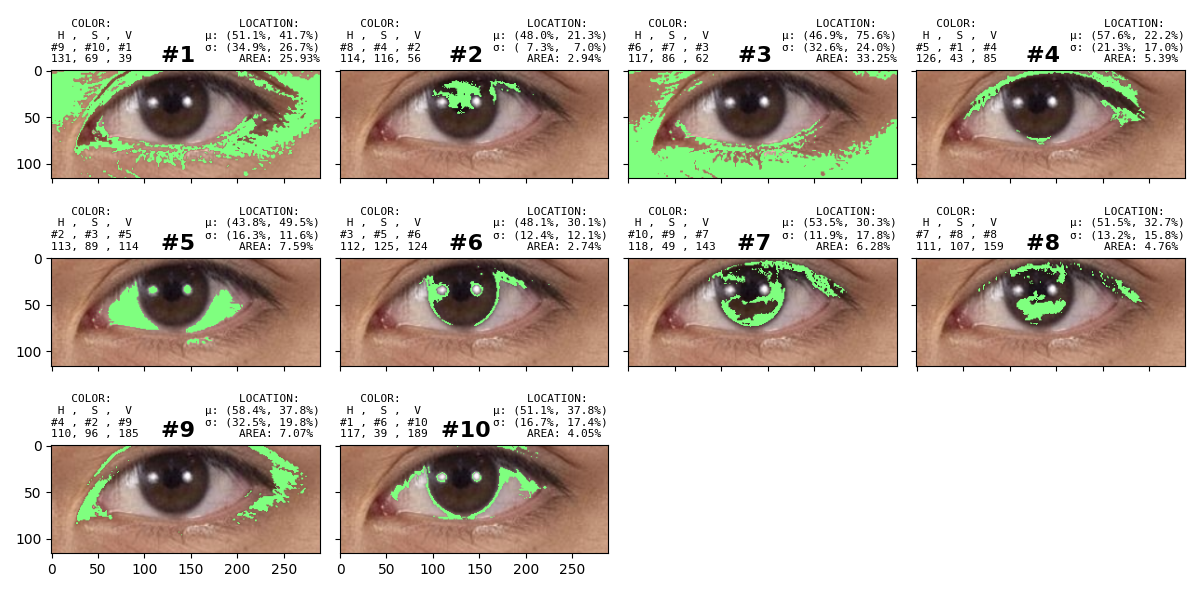 COLOR: LOCATION:
H , S , V μ: (51.1%, 41.7%)
#9 , #10, #1 #1 σ: (34.9%, 26.7%)
131, 69 , 39 AREA: 25.93%
COLOR: LOCATION:
H , S , V μ: (48.0%, 21.3%)
#8 , #4 , #2 #2 σ: ( 7.3%, 7.0%)
114, 116, 56 AREA: 2.94%
COLOR: LOCATION:
H , S , V μ: (46.9%, 75.6%)
#6 , #7 , #3 #3 σ: (32.6%, 24.0%)
117, 86 , 62 AREA: 33.25%
COLOR: LOCATION:
H , S , V μ: (57.6%, 22.2%)
#5 , #1 , #4 #4 σ: (21.3%, 17.0%)
126, 43 , 85 AREA: 5.39%
0
50
100
COLOR: LOCATION:
H , S , V μ: (43.8%, 49.5%)
#2 , #3 , #5 #5 σ: (16.3%, 11.6%)
113, 89 , 114 AREA: 7.59%
COLOR: LOCATION:
H , S , V μ: (48.1%, 30.1%)
#3 , #5 , #6 #6 σ: (12.4%, 12.1%)
112, 125, 124 AREA: 2.74%
COLOR: LOCATION:
H , S , V μ: (53.5%, 30.3%)
#10, #9 , #7 #7 σ: (11.9%, 17.8%)
118, 49 , 143 AREA: 6.28%
COLOR: LOCATION:
H , S , V μ: (51.5%, 32.7%)
#7 , #8 , #8 #8 σ: (13.2%, 15.8%)
111, 107, 159 AREA: 4.76%
0
50
100
COLOR: LOCATION:
H , S , V μ: (58.4%, 37.8%)
#4 , #2 , #9 #9 σ: (32.5%, 19.8%)
110, 96 , 185 AREA: 7.07%
COLOR: LOCATION:
H , S , V μ: (51.1%, 37.8%)
#1 , #6 , #10 #10 σ: (16.7%, 17.4%)
117, 39 , 189 AREA: 4.05%
0
50
100
0 50 100 150 200 250
0 50 100 150 200 250